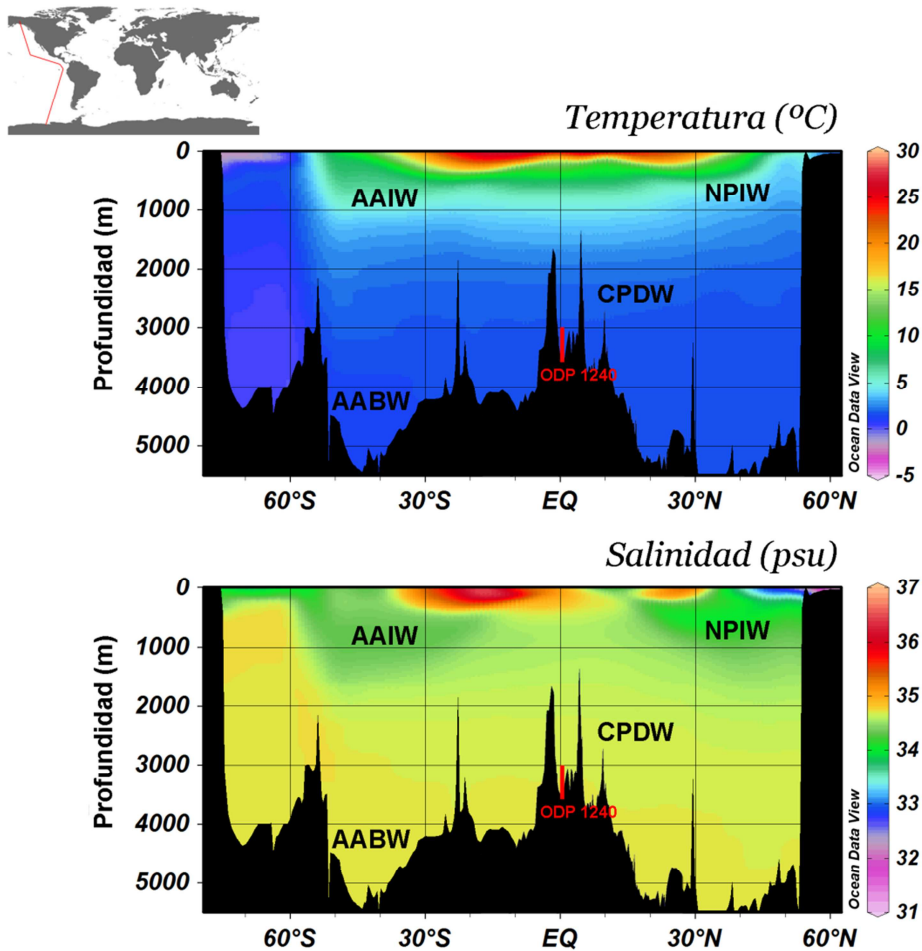 Temperatura (ºC)
0
1000
2000
3000
4000
5000
Profundidad (m)
AAIW
NPIW
CPDW
ODP 1240
AABW
60°S
30°S
EQ
30°N
60°N
Ocean Data View
30
25
20
15
10
5
0
-5
Salinidad (psu)
0
1000
2000
3000
4000
5000
Profundidad (m)
AAIW
NPIW
CPDW
ODP 1240
AABW
60°S
30°S
EQ
30°N
60°N
Ocean Data View
37
36
35
34
33
32
31